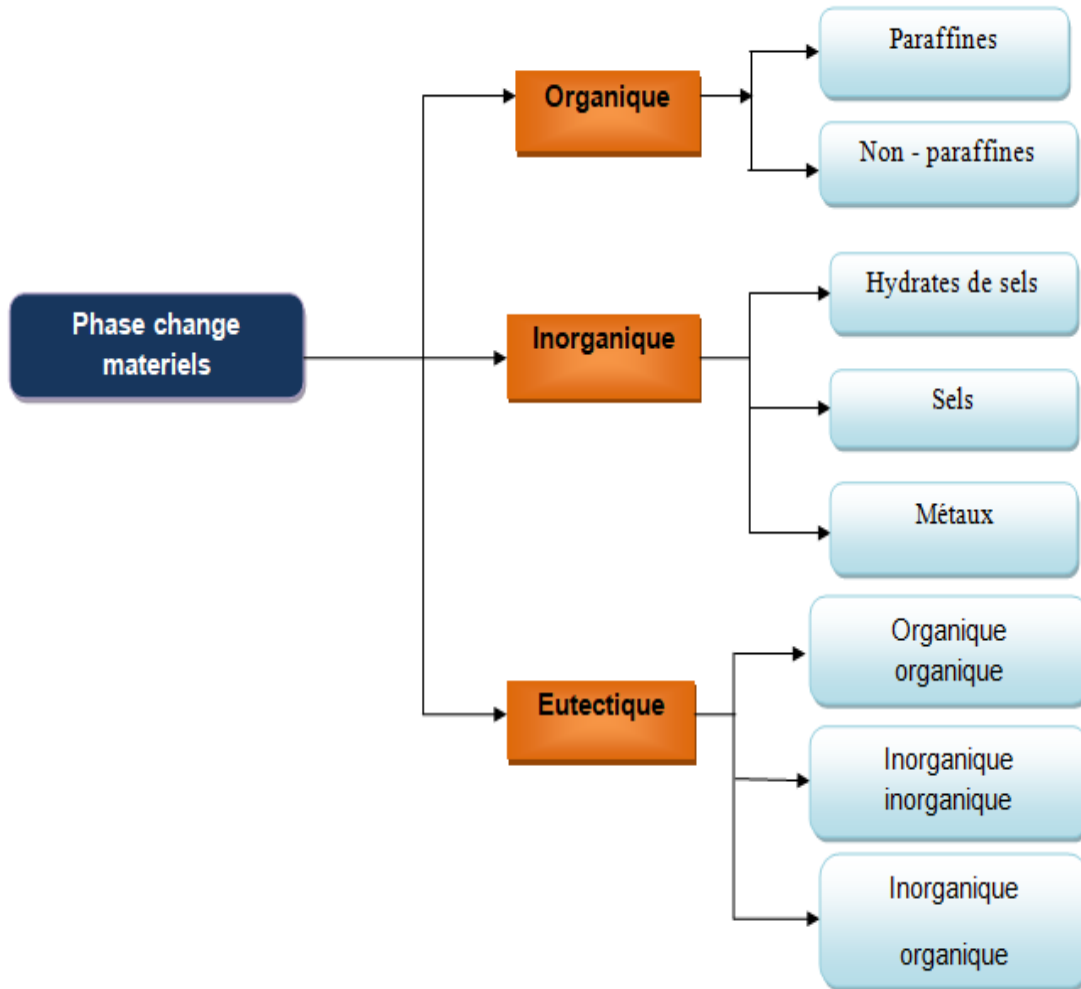 Phase change
materiels
Organique
Paraffines
Non - paraffines
Inorganique
Hydrates de sels
Sels
Métaux
Eutectique
Organique
organique
Inorganique
inorganique
Inorganique
organique